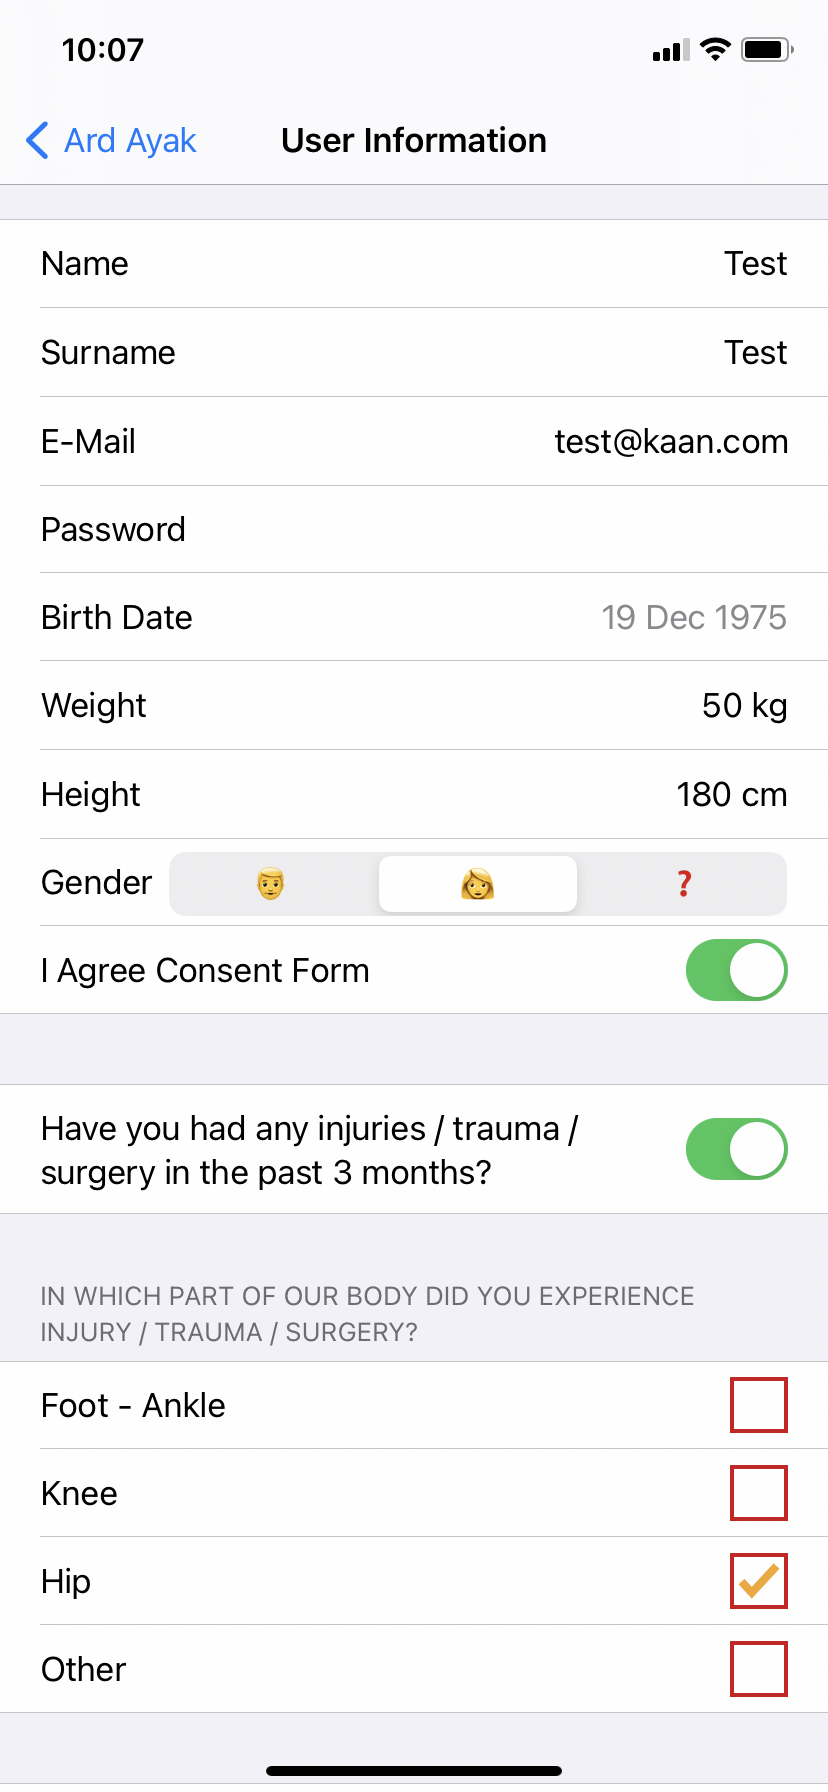 10:07
Ard Ayak
User Information
Name Test
Surname Test
E-Mail test@kaan.com
Password
Birth Date 19 Dec 1975
Weight 50 kg
Height 180 cm
Gender ❓
I Agree Consent Form
Have you had any injuries / trauma /
surgery in the past 3 months?
IN WHICH PART OF OUR BODY DID YOU EXPERIENCE
INJURY / TRAUMA / SURGERY?
Foot - Ankle
Knee
Hip
Other